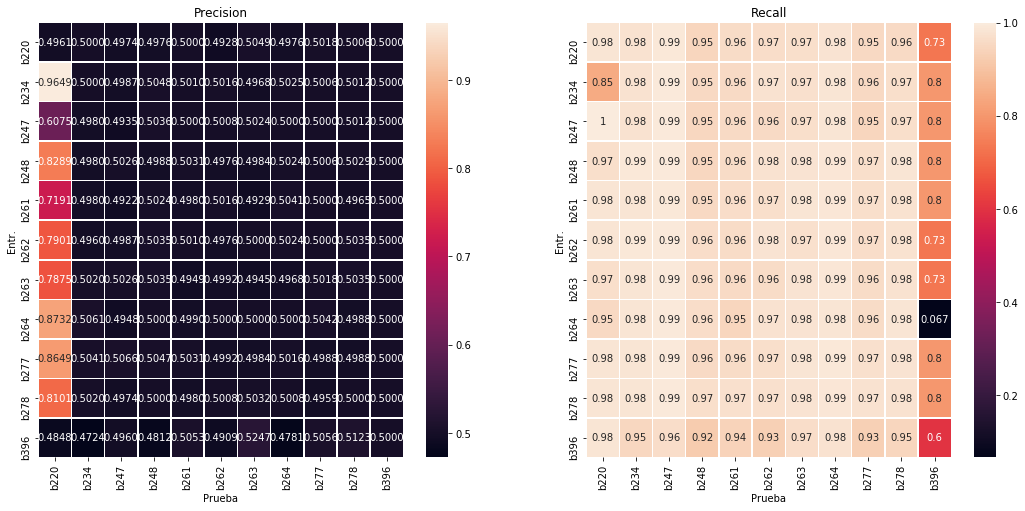 Precision
b220 0.4961 0.5000 0.4974 0.4976 0.5000 0.4928 0.5049 0.4976 0.5018 0.5006 0.5000
b234 0.9649 0.5000 0.4987 0.5048 0.5010 0.5016 0.4968 0.5025 0.5006 0.5012 0.5000
b247 0.6075 0.4980 0.4935 0.5036 0.5000 0.5008 0.5024 0.5000 0.5000 0.5012 0.5000
b248 0.8289 0.4980 0.5026 0.4988 0.5031 0.4976 0.4984 0.5024 0.5006 0.5029 0.5000
b261 0.7191 0.4980 0.4922 0.5024 0.4980 0.5016 0.4929 0.5041 0.5000 0.4965 0.5000
b262 0.7901 0.4960 0.4987 0.5035 0.5010 0.4976 0.5000 0.5024 0.5000 0.5035 0.5000
b263 0.7875 0.5020 0.5026 0.5035 0.4949 0.4992 0.4945 0.4968 0.5018 0.5035 0.5000
b264 0.8732 0.5061 0.4948 0.5000 0.4990 0.5000 0.5000 0.5000 0.5042 0.4988 0.5000
b277 0.8649 0.5041 0.5066 0.5047 0.5031 0.4992 0.4984 0.5016 0.4988 0.4988 0.5000
b278 0.8101 0.5020 0.4974 0.5000 0.4980 0.5008 0.5032 0.5008 0.4959 0.5000 0.5000
b396 0.4848 0.4724 0.4960 0.4812 0.5053 0.4909 0.5247 0.4781 0.5056 0.5123 0.5000
b220 b234 b247 b248 b261 b262 b263 b264 b277 b278 b396
Entr.
Prueba
0.9
0.8
0.7
0.6
0.5
Recall
b220 0.98 0.98 0.99 0.95 0.96 0.97 0.97 0.98 0.95 0.96 0.73
b234 0.85 0.98 0.99 0.95 0.96 0.97 0.97 0.98 0.96 0.97 0.8
b247 1 0.98 0.99 0.95 0.96 0.96 0.97 0.98 0.95 0.97 0.8
b248 0.97 0.98 0.99 0.95 0.96 0.98 0.98 0.99 0.97 0.98 0.8
b261 0.98 0.98 0.99 0.96 0.96 0.97 0.98 0.99 0.97 0.98 0.8
b262 0.98 0.99 0.99 0.96 0.96 0.98 0.97 0.99 0.97 0.98 0.73
b263 0.97 0.98 0.99 0.96 0.96 0.96 0.98 0.98 0.96 0.98 0.73
b264 0.95 0.98 0.99 0.96 0.95 0.97 0.98 0.98 0.96 0.98 0.067
b277 0.98 0.98 0.99 0.96 0.95 0.98 0.98 0.99 0.97 0.98 0.8
b278 0.98 0.98 0.99 0.97 0.97 0.97 0.98 0.99 0.97 0.98 0.8
b396 0.98 0.95 0.96 0.92 0.94 0.93 0.97 0.98 0.93 0.95 0.6
b220 b234 b247 b248 b261 b262 b263 b264 b277 b278 b396
Entr.
Prueba
1.0
0.8
0.6
0.4
0.2